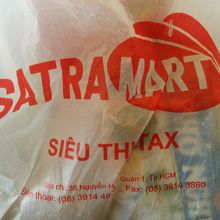 SATRAMART
SIÊU THỊ TAX
Địa chỉ: 38 Nguyễn H
Quận 1, Tp HCM
Điện thoại: (08) 3914 49
Fax: (08) 3914 3860